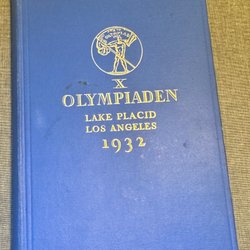 X
OLYMPIADEN
LAKE PLACID
LOS ANGELES
1932